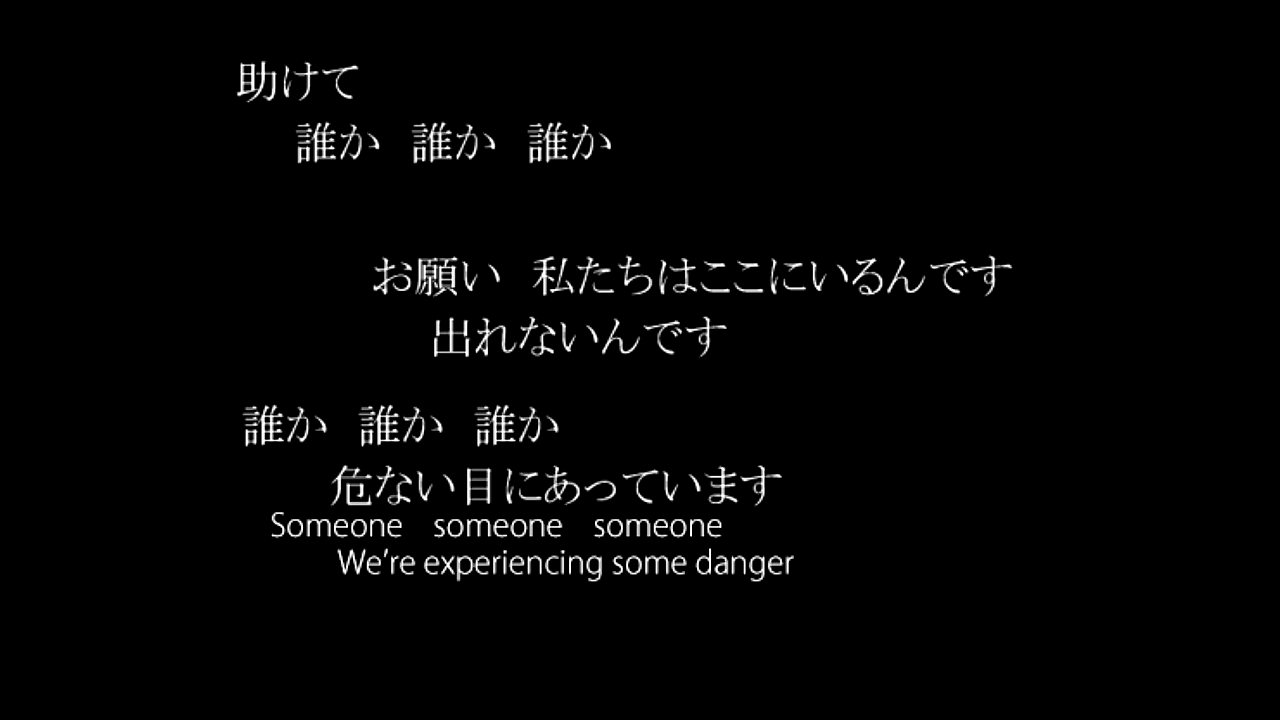 助けて
誰か 誰か 誰か
お願い 私たちはここにいるんです
出れないんです
誰か 誰か 誰か
危ない目にあっています
Someone someone someone
We're experiencing some danger